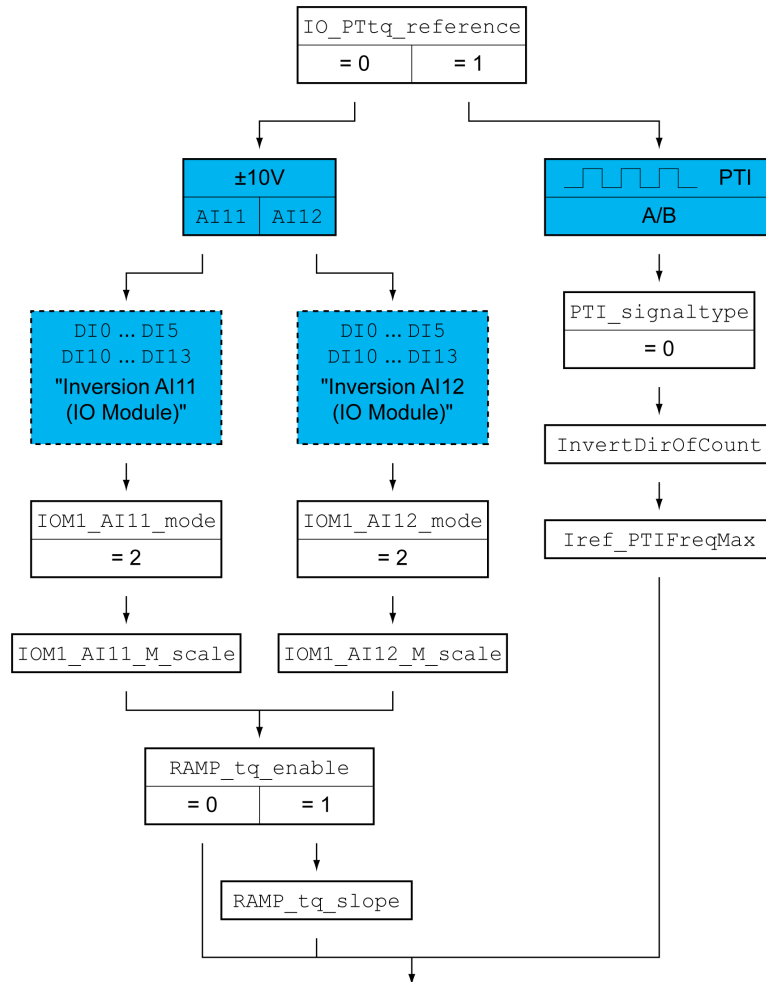 IO_PTtq_reference
= 0 = 1
±10V
AI11 AI12
PTI
A/B
DI0 ... DI5
DI10 ... DI13
"Inversion AI11
(IO Module)"
DI0 ... DI5
DI10 ... DI13
"Inversion AI12
(IO Module)"
PTI_signaltype
= 0
InvertDirOfCount
IOM1_AI11_mode
= 2
IOM1_AI12_mode
= 2
Iref_PTIFreqMax
IOM1_AI11_M_scale
IOM1_AI12_M_scale
RAMP_tq_enable
= 0 = 1
RAMP_tq_slope